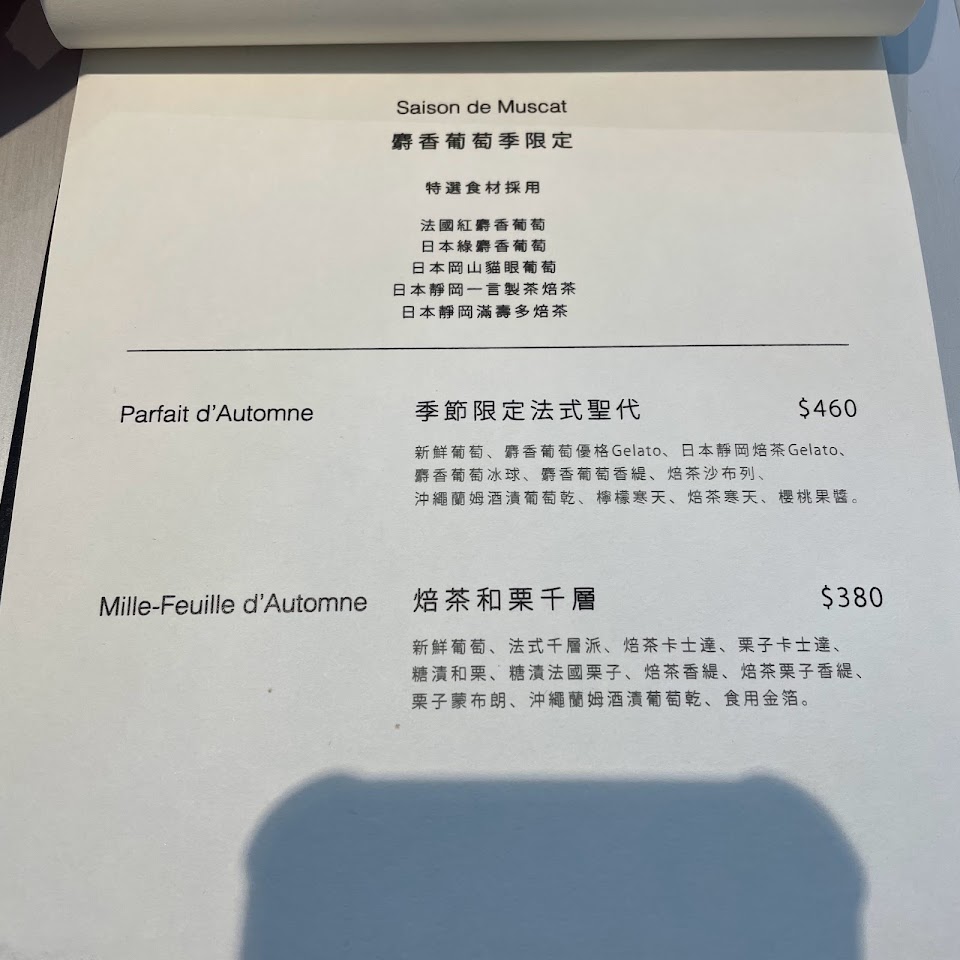 Saison de Muscat
麝香葡萄季限定
特選食材採用
法國紅麝香葡萄
日本綠麝香葡萄
日本岡山貓眼葡萄
日本靜岡一言製茶焙茶
日本靜岡滿壽多焙茶
Parfait d'Automne 季節限定法式聖代 $460
新鮮葡萄、麝香葡萄優格Gelato、日本靜岡焙茶Gelato、
麝香葡萄冰球、麝香葡萄香緹、焙茶沙布列、
沖繩蘭姆酒漬葡萄乾、檸檬寒天、焙茶寒天、櫻桃果醬。
Mille-Feuille d'Automne 焙茶和栗千層 $380
新鮮葡萄、法式千層派、焙茶卡士達、栗子卡士達、
糖漬和栗、糖漬法國栗子、焙茶香緹、焙茶栗子香緹、
栗子蒙布朗、沖繩蘭姆酒漬葡萄乾、食用金箔。